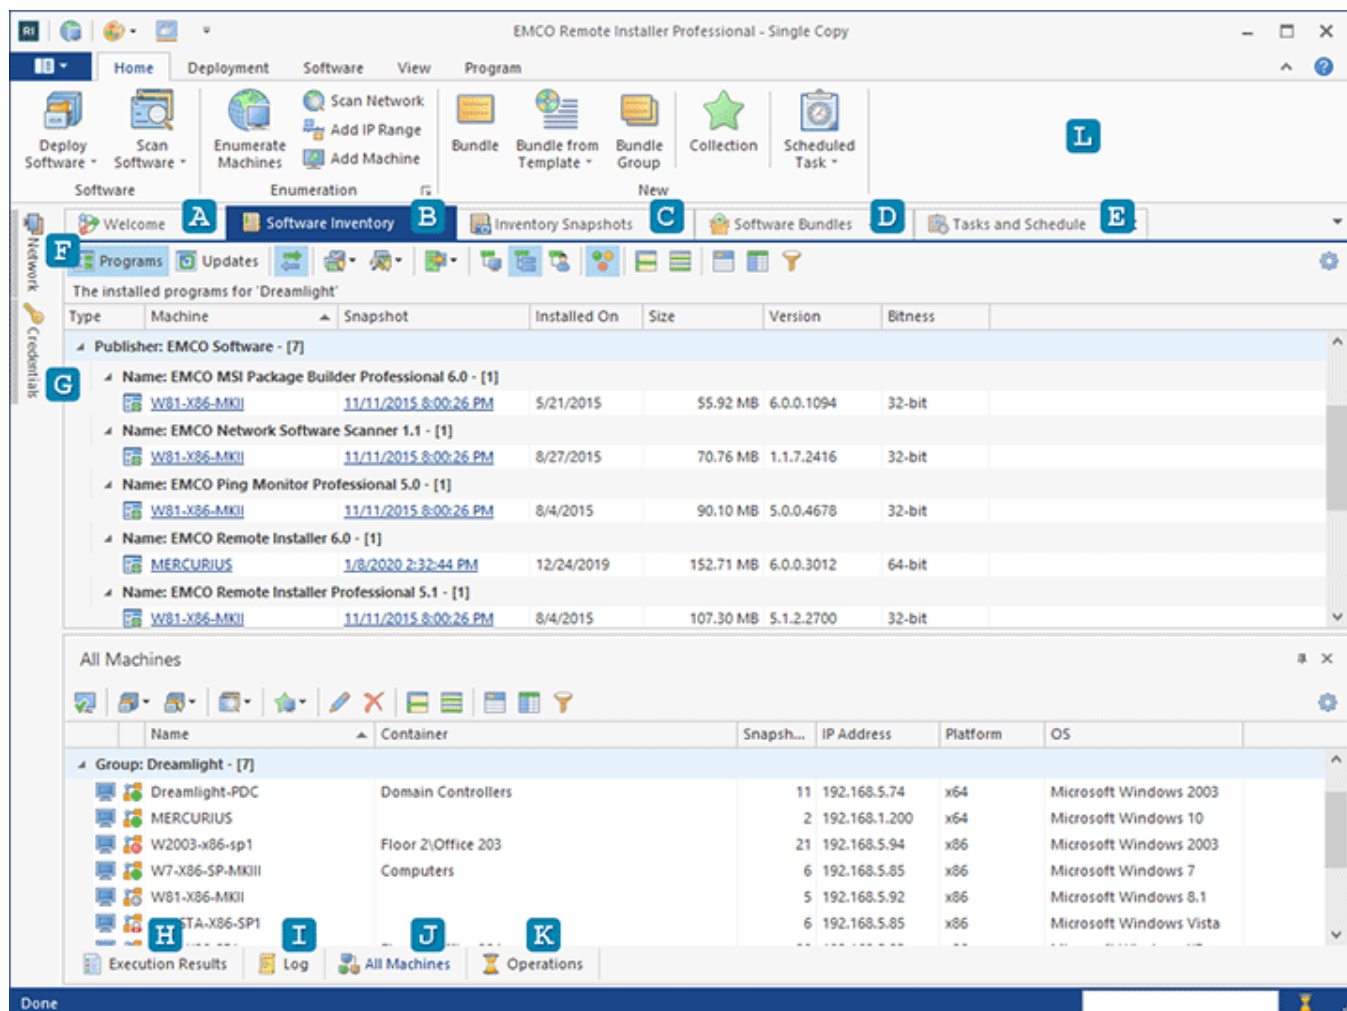 RI EMCO Remote Installer Professional - Single Copy
Home Deployment Software View Program
Deploy Software Scan Software Enumerate Machines Scan Network Add IP Range Add Machine Bundle Bundle from Template Bundle Group Collection Scheduled Task L
Software Enumeration New
Welcome A Software Inventory B Inventory Snapshots C Software Bundles D Tasks and Schedule E
Network
Credentials
F Programs Updates
The installed programs for 'Dreamlight'
Type Machine Snapshot Installed On Size Version Bitness
Publisher: EMCO Software - [7]
Name: EMCO MSI Package Builder Professional 6.0 - [1]
G
W81-X86-MKII 11/11/2015 8:00:26 PM 5/21/2015 55.92 MB 6.0.0.1094 32-bit
Name: EMCO Network Software Scanner 1.1 - [1]
W81-X86-MKII 11/11/2015 8:00:26 PM 8/27/2015 70.76 MB 1.1.7.2416 32-bit
Name: EMCO Ping Monitor Professional 5.0 - [1]
W81-X86-MKII 11/11/2015 8:00:26 PM 8/4/2015 90.10 MB 5.0.0.4678 32-bit
Name: EMCO Remote Installer 6.0 - [1]
MERCURIUS 1/8/2020 2:32:44 PM 12/24/2019 152.71 MB 6.0.0.3012 64-bit
Name: EMCO Remote Installer Professional 5.1 - [1]
W81-X86-MKII 11/11/2015 8:00:26 PM 8/4/2015 107.30 MB 5.1.2.2700 32-bit
All Machines
Name Container Snapsh... IP Address Platform OS
Group: Dreamlight - [7]
Dreamlight-PDC Domain Controllers 11 192.168.5.74 x64 Microsoft Windows 2003
MERCURIUS 2 192.168.1.200 x64 Microsoft Windows 10
W2003-x86-sp1 Floor 2\Office 203 21 192.168.5.94 x86 Microsoft Windows 2003
W7-X86-SP-MKIII Computers 6 192.168.5.85 x86 Microsoft Windows 7
W81-X86-MKII 5 192.168.5.92 x86 Microsoft Windows 8.1
STA-X86-SP1 6 192.168.5.85 x86 Microsoft Windows Vista
H I J K
Execution Results Log All Machines Operations
Done